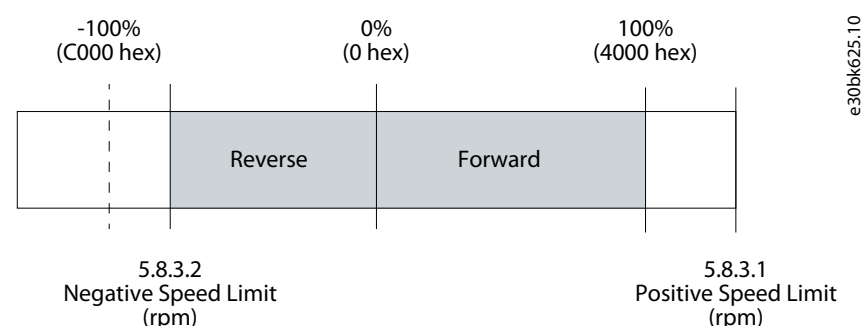 -100%
(C000 hex)
0%
(0 hex)
100%
(4000 hex)
e30bk625.10
Reverse
Forward
5.8.3.2
Negative Speed Limit
(rpm)
5.8.3.1
Positive Speed Limit
(rpm)